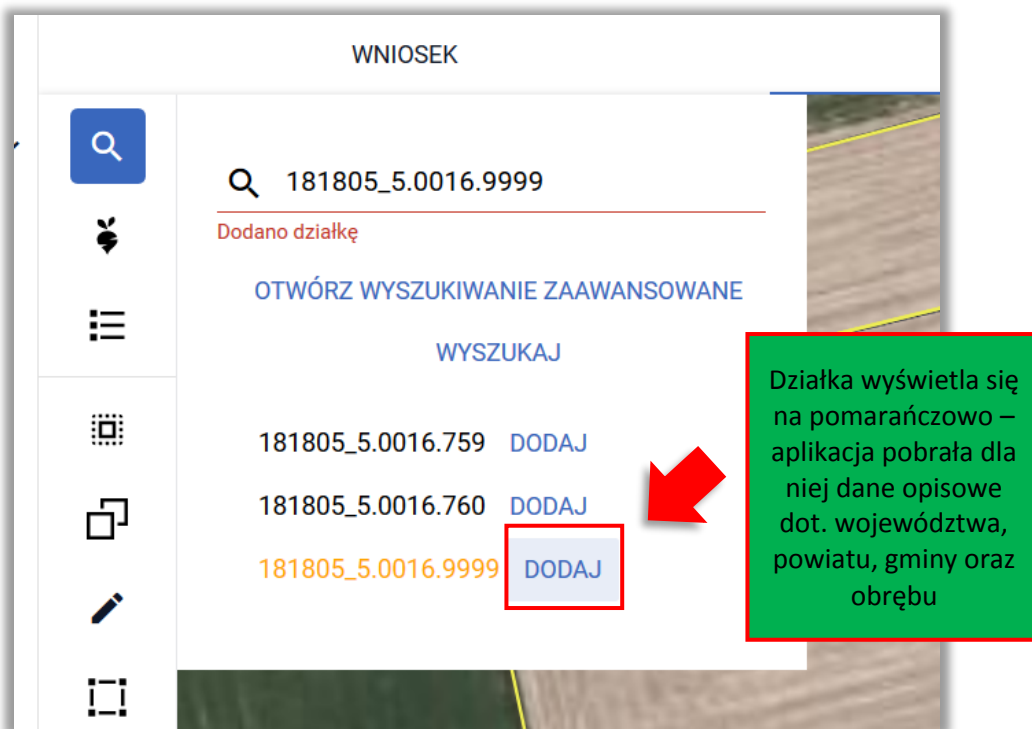 WNIOSEK
181805_5.0016.9999
Dodano działkę
OTWÓRZ WYSZUKIWANIE ZAAWANSOWANE
WYSZUKAJ
181805_5.0016.759 DODAJ
181805_5.0016.760 DODAJ
181805_5.0016.9999 DODAJ
Działka wyświetla się
na pomarańczowo –
aplikacja pobrała dla
niej dane opisowe
dot. województwa,
powiatu, gminy oraz
obrębu